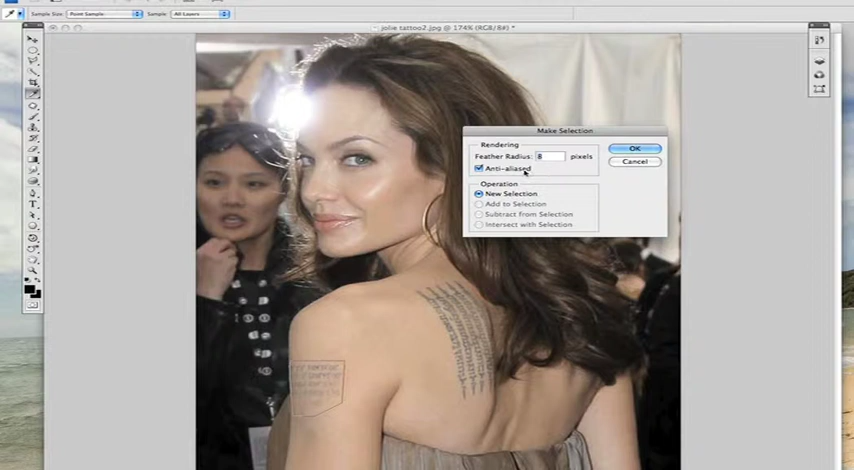 Sample Size: Point Sample Sample: All Layers
jolie tattoo2.jpg @ 174% (RGB/8#) *
Make Selection
Rendering
Feather Radius: 8 pixels
Anti-aliased
OK
Cancel
Operation
New Selection
Add to Selection
Subtract from Selection
Intersect with Selection